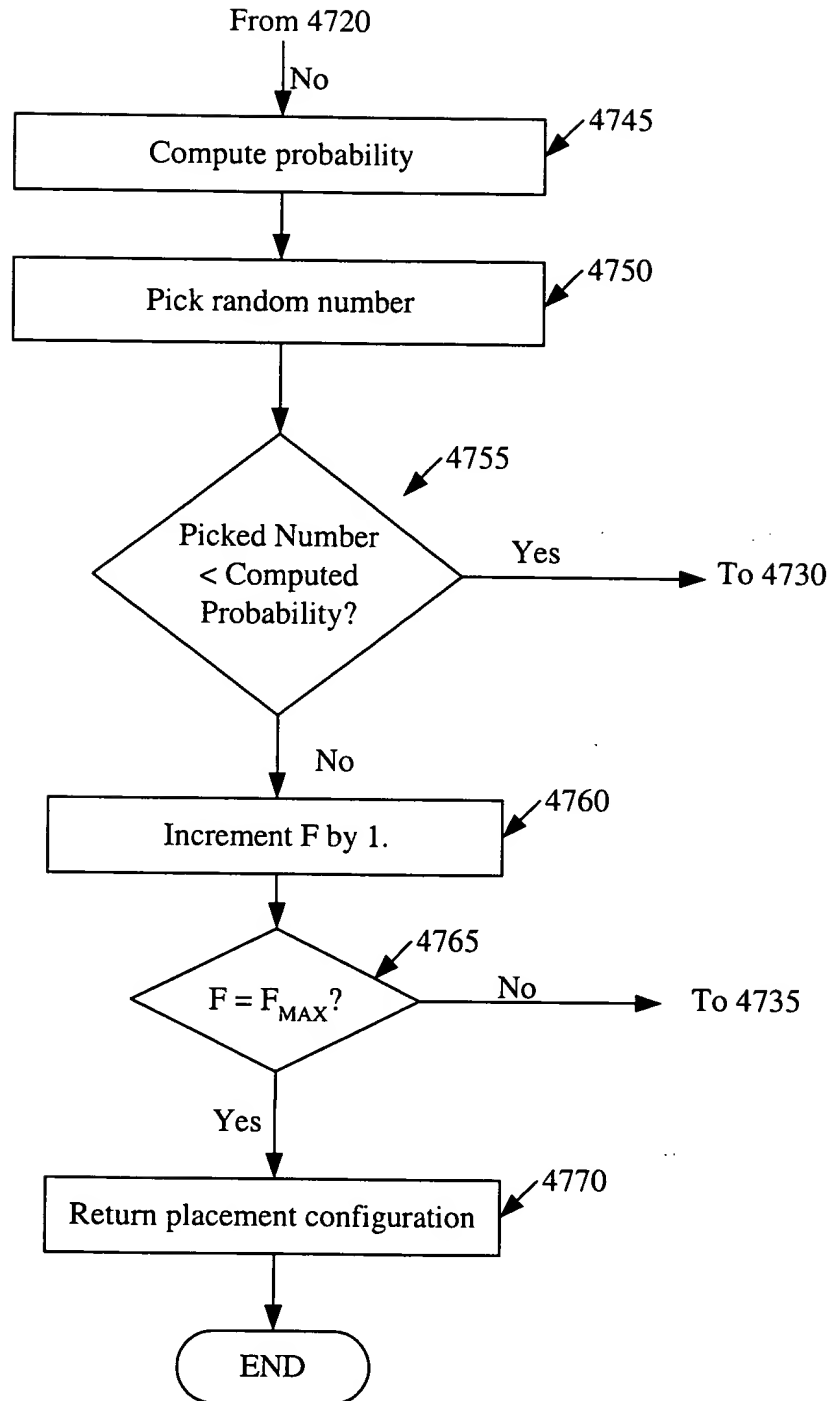 From 4720
No
4745
Compute probability
4750
Pick random number
4755
Picked Number
< Computed
Probability?
Yes
To 4730
No
4760
Increment F by 1.
4765
F = F_MAX?
No
To 4735
Yes
4770
Return placement configuration
END